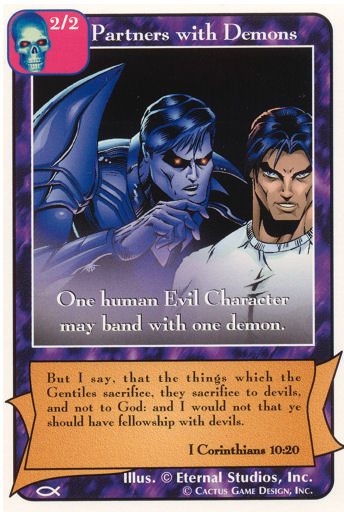 2/2
Partners with Demons
One human Evil Character
may band with one demon.
But I say, that the things which the
Gentiles sacrifice, they sacrifice to devils,
and not to God: and I would not that ye
should have fellowship with devils.
I Corinthians 10:20
Illus. © Eternal Studios, Inc.
© Cactus Game Design, Inc.